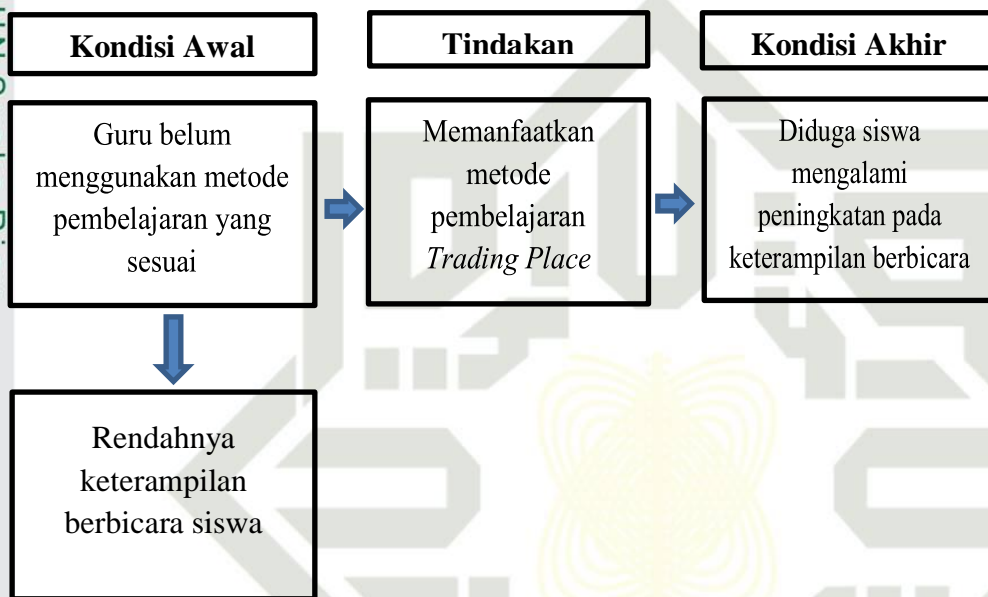 Kondisi Awal
Tindakan
Kondisi Akhir
Guru belum
menggunakan metode
pembelajaran yang
sesuai
Memanfaatkan
metode
pembelajaran
Trading Place
Diduga siswa
mengalami
peningkatan pada
keterampilan berbicara
Rendahnya
keterampilan
berbicara siswa